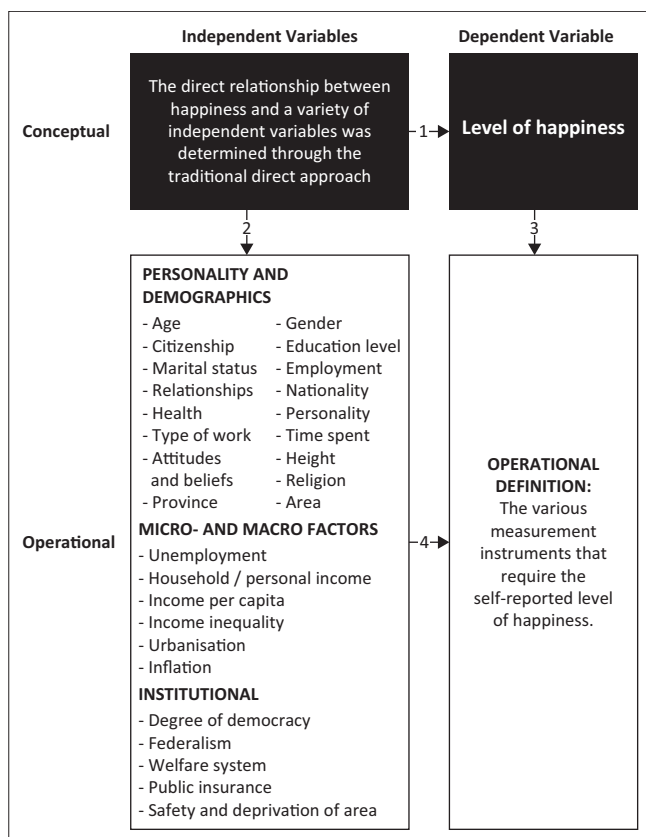 Independent Variables
Dependent Variable
Conceptual
The direct relationship between
happiness and a variety of
independent variables was
determined through the
traditional direct approach
1
Level of happiness
2
3
Operational
PERSONALITY AND
DEMOGRAPHICS
- Age
- Citizenship
- Marital status
- Relationships
- Health
- Type of work
- Attitudes
and beliefs
- Province
- Gender
- Education level
- Employment
- Nationality
- Personality
- Time spent
- Height
- Religion
- Area
MICRO- AND MACRO FACTORS
- Unemployment
- Household / personal income
- Income per capita
- Income inequality
- Urbanisation
- Inflation
INSTITUTIONAL
- Degree of democracy
- Federalism
- Welfare system
- Public insurance
- Safety and deprivation of area
4
OPERATIONAL
DEFINITION:
The various
measurement
instruments that
require the
self-reported level
of happiness.